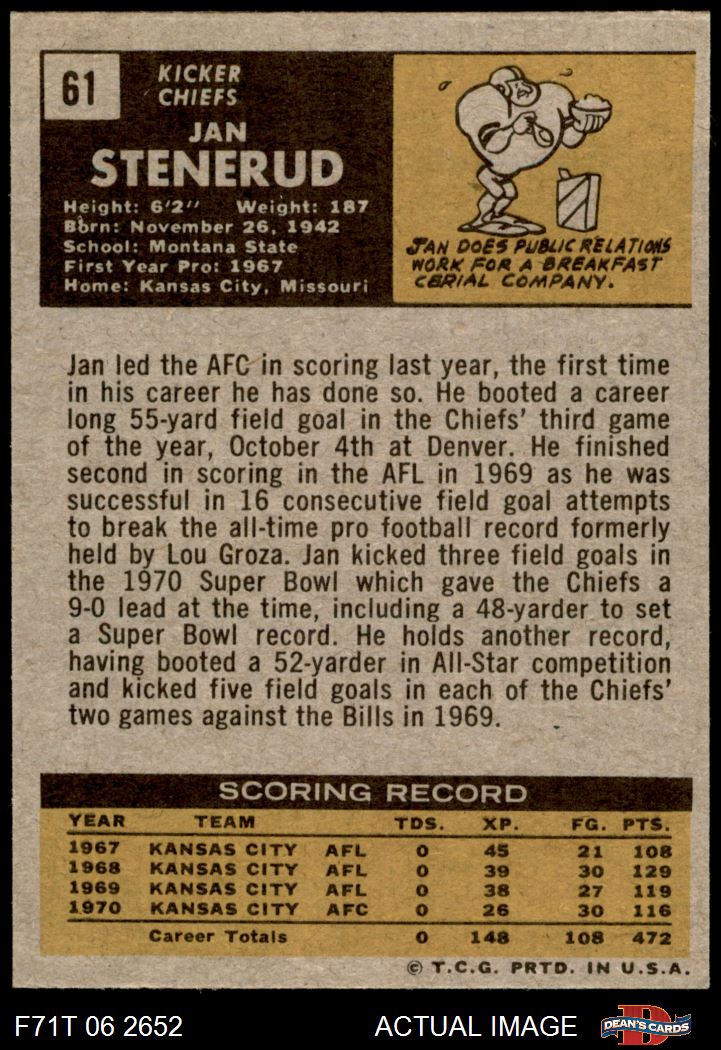 61
KICKER
CHIEFS
JAN
STENERUD
Height: 6'2" Weight: 187
Born: November 26, 1942
School: Montana State
First Year Pro: 1967
Home: Kansas City, Missouri
JAN DOES PUBLIC RELATIONS
WORK FOR A BREAKFAST
CERIAL COMPANY.
Jan led the AFC in scoring last year, the first time
in his career he has done so. He booted a career
long 55-yard field goal in the Chiefs' third game
of the year, October 4th at Denver. He finished
second in scoring in the AFL in 1969 as he was
successful in 16 consecutive field goal attempts
to break the all-time pro football record formerly
held by Lou Groza. Jan kicked three field goals in
the 1970 Super Bowl which gave the Chiefs a
9-0 lead at the time, including a 48-yarder to set
a Super Bowl record. He holds another record,
having booted a 52-yarder in All-Star competition
and kicked five field goals in each of the Chiefs'
two games against the Bills in 1969.
SCORING RECORD
YEAR TEAM TDS. XP. FG. PTS.
1967 KANSAS CITY AFL 0 45 21 108
1968 KANSAS CITY AFL 0 39 30 129
1969 KANSAS CITY AFL 0 38 27 119
1970 KANSAS CITY AFC 0 26 30 116
Career Totals 0 148 108 472
© T.C.G. PRTD. IN U.S.A.
F71T 06 2652 ACTUAL IMAGE D DEAN'S CARDS